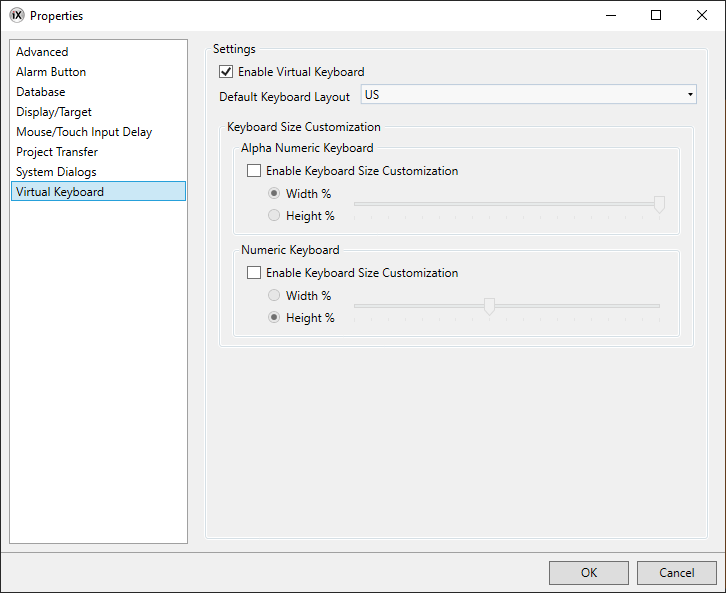 iX Properties
Advanced
Alarm Button
Database
Display/Target
Mouse/Touch Input Delay
Project Transfer
System Dialogs
Virtual Keyboard
Settings
Enable Virtual Keyboard
Default Keyboard Layout US
Keyboard Size Customization
Alpha Numeric Keyboard
Enable Keyboard Size Customization
Width %
Height %
Numeric Keyboard
Enable Keyboard Size Customization
Width %
Height %
OK Cancel